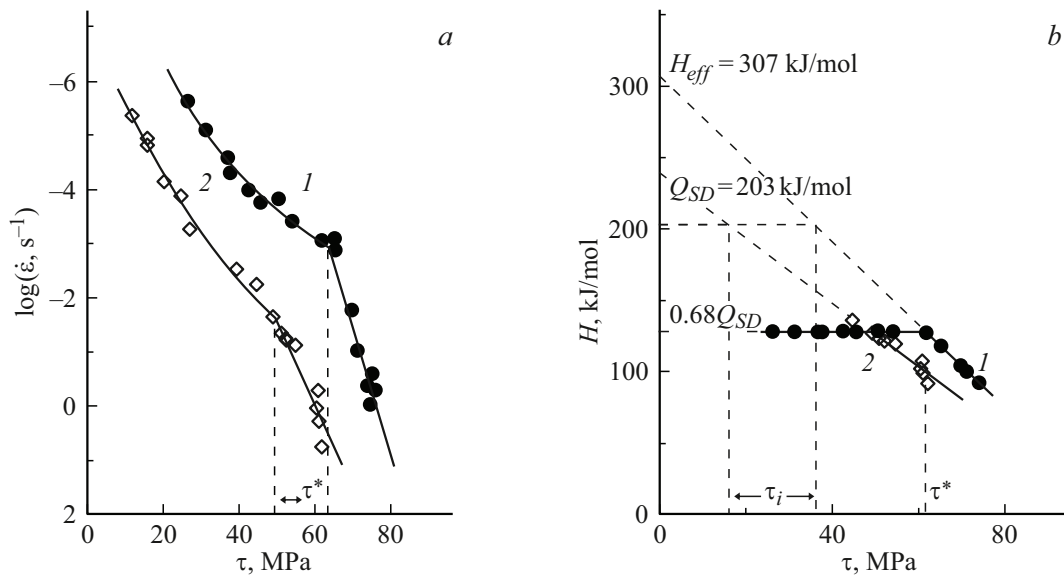 a
log(ε̇, s⁻¹)
−6
−4
−2
0
2
2
1
τ*
0
20
40
60
80
τ, MPa
b
H, kJ/mol
300
200
100
0
H_eff = 307 kJ/mol
Q_SD = 203 kJ/mol
0.68Q_SD
2
1
τᵢ
τ*
0
40
80
τ, MPa